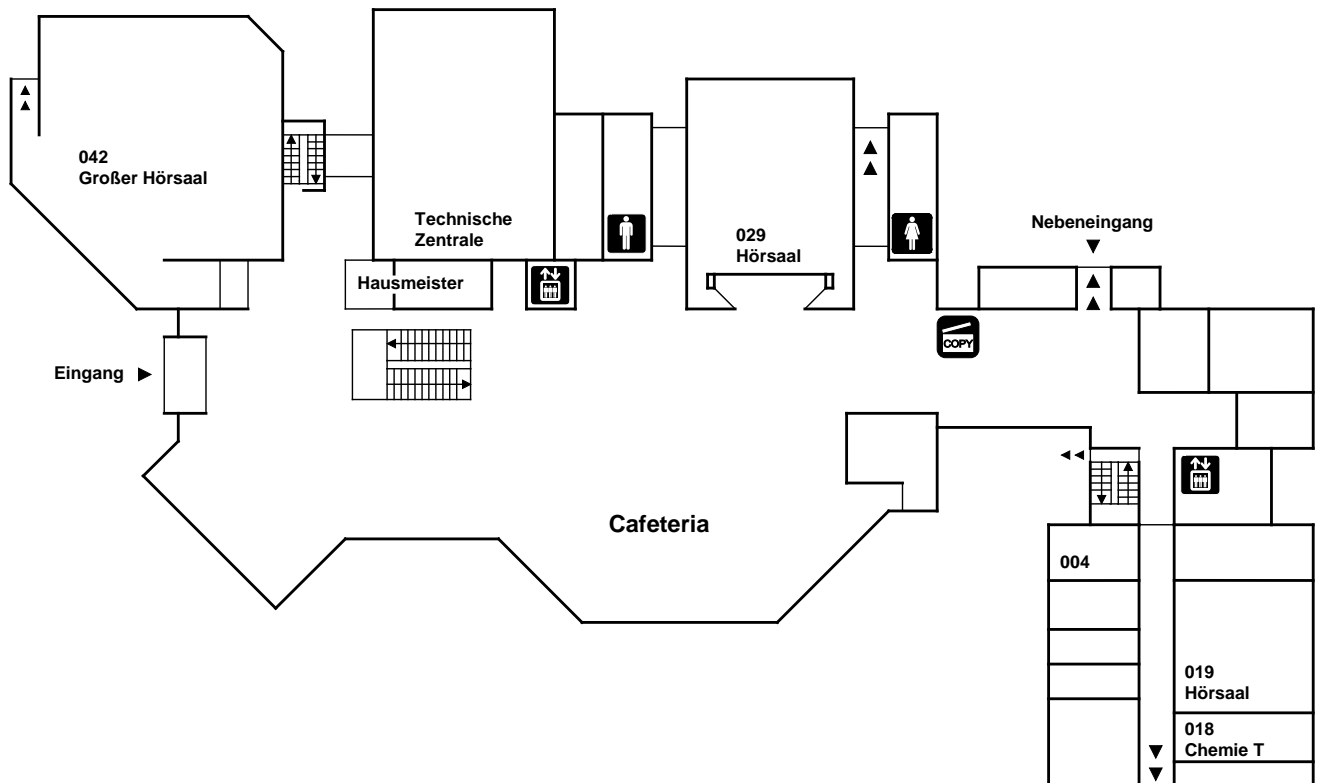 042
Großer Hörsaal
Technische
Zentrale
029
Hörsaal
Nebeneingang
Hausmeister
COPY
Eingang
Cafeteria
004
019
Hörsaal
018
Chemie T